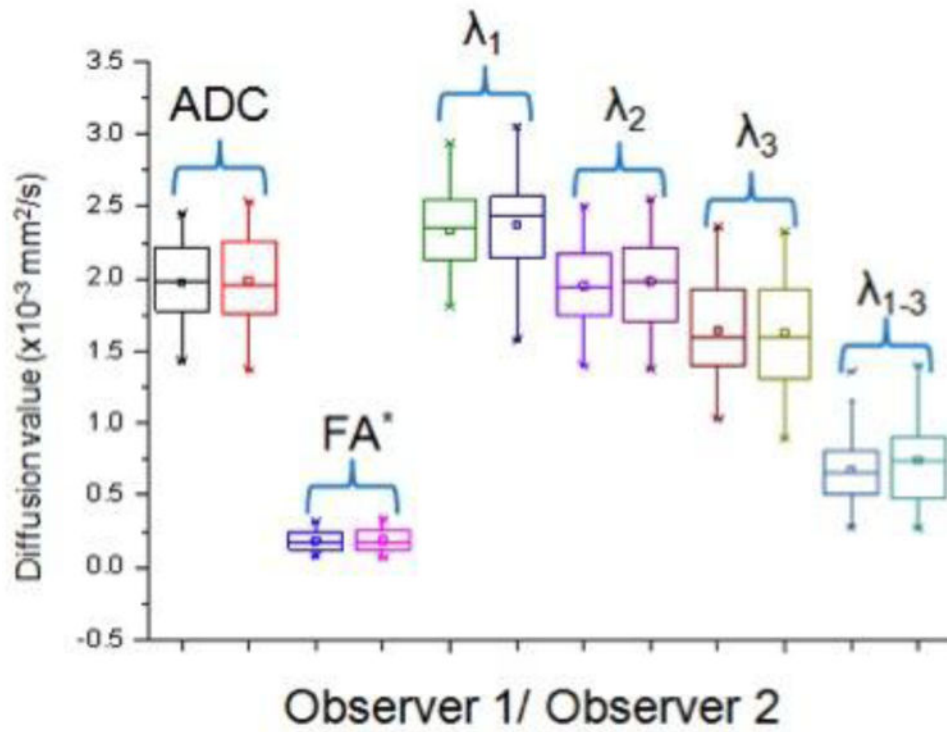 λ₁
3.5
ADC
3.0
λ₂
λ₃
2.5
2.0
λ₁₋₃
1.5
1.0
FA*
0.5
0.0
-0.5
Diffusion value (x10⁻³ mm²/s)
Observer 1/ Observer 2